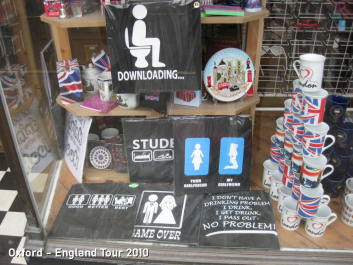 DOWNLOADING...
STUDE
YOUR GIRLFRIEND
MY GIRLFRIEND
GOOD BETTER BEST
GAME OVER
I DON'T HAVE A
DRINKING PROBLEM
I DRINK,
I GET DRUNK,
I PASS OUT-
NO PROBLEM!
Oxford - England Tour 2010